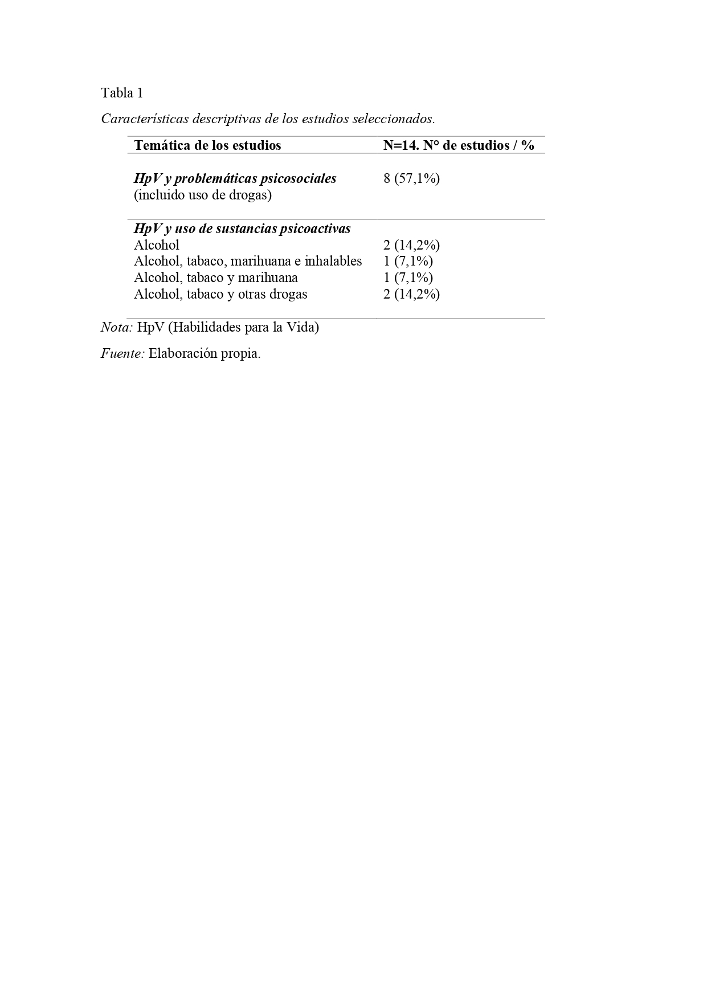 Tabla 1
Características descriptivas de los estudios seleccionados.
Temática de los estudios N=14. N° de estudios / %
HpV y problemáticas psicosociales 8 (57,1%)
(incluido uso de drogas)
HpV y uso de sustancias psicoactivas
Alcohol 2 (14,2%)
Alcohol, tabaco, marihuana e inhalables 1 (7,1%)
Alcohol, tabaco y marihuana 1 (7,1%)
Alcohol, tabaco y otras drogas 2 (14,2%)
Nota: HpV (Habilidades para la Vida)
Fuente: Elaboración propia.